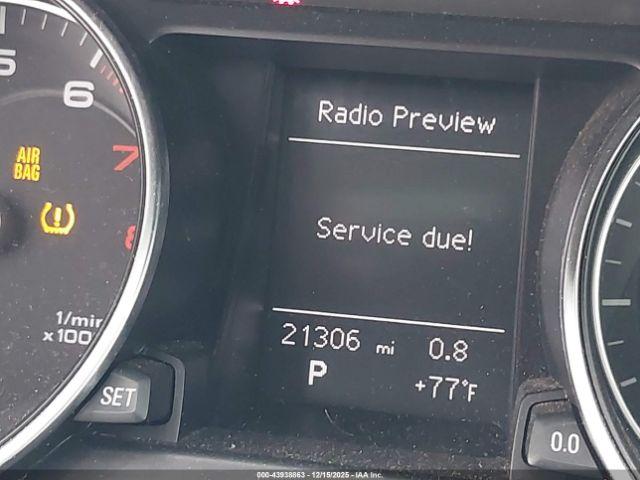 5
6
7
8
AIR
BAG
1/min
x100
SET
Radio Preview
Service due!
21306 mi 0.8
P +77°F
0.0
000-43938863 - 12/15/2025 - IAA Inc.